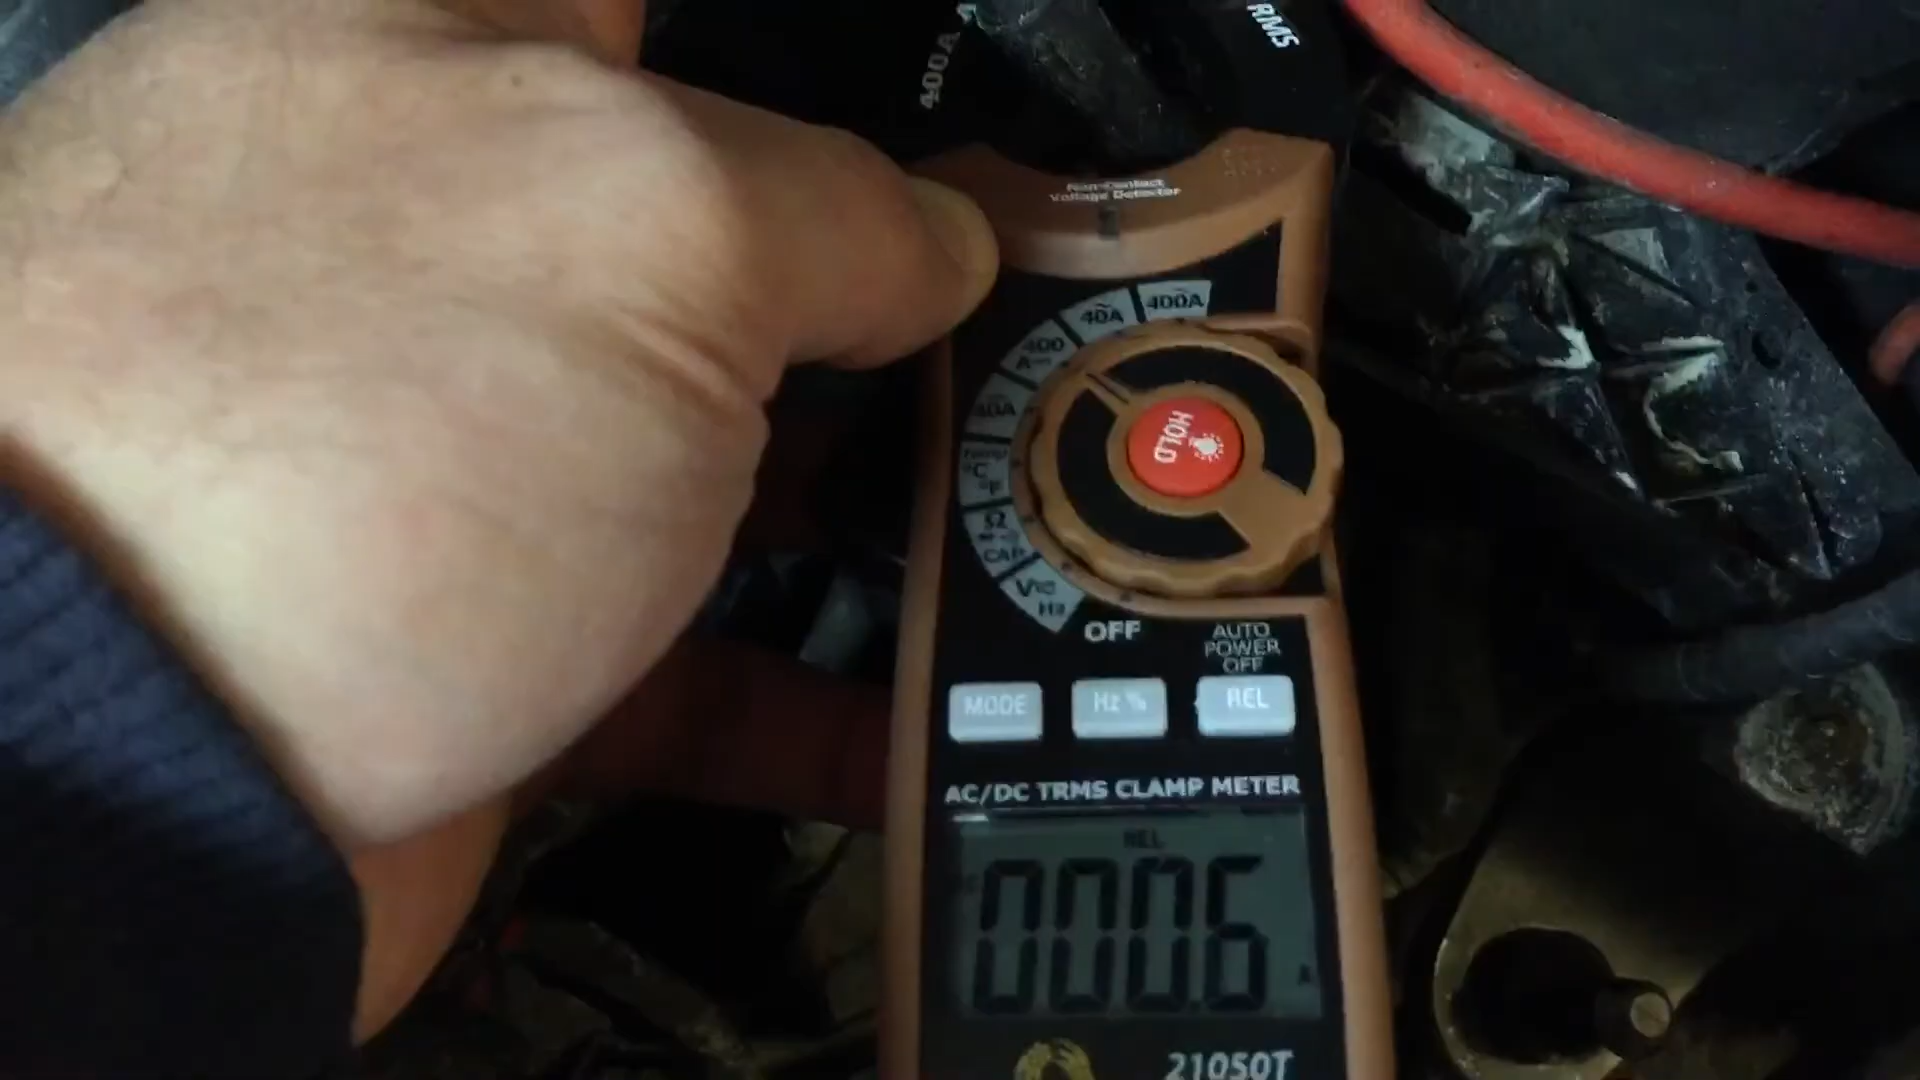 400A
RMS
Non-Contact
Voltage Detector
400A
40A
400
A
40A
°C
°F
Ω
CAP
V
Hz
HOLD
OFF
AUTO
POWER
OFF
MODE
Hz %
REL
AC/DC TRMS CLAMP METER
REL
000.6
A
21050T